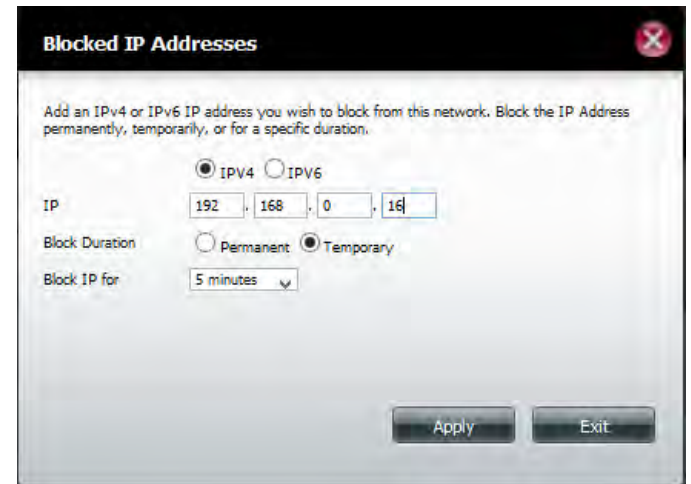 Blocked IP Addresses
Add an IPv4 or IPv6 IP address you wish to block from this network. Block the IP Address
permanently, temporarily, or for a specific duration.
IPV4 IPV6
IP 192 . 168 . 0 . 16
Block Duration Permanent Temporary
Block IP for 5 minutes
Apply Exit